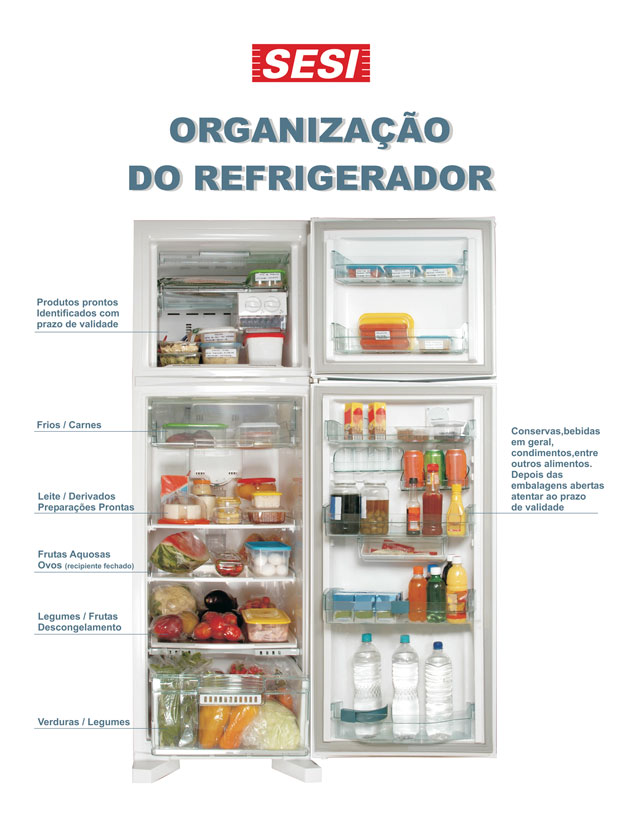 SESI
ORGANIZAÇÃO
DO REFRIGERADOR
Produtos prontos
Identificados com
prazo de validade
Frios / Carnes
Leite / Derivados
Preparações Prontas
Frutas Aquosas
Ovos (recipiente fechado)
Legumes / Frutas
Descongelamento
Verduras / Legumes
Conservas,bebidas
em geral,
condimentos,entre
outros alimentos.
Depois das
embalagens abertas
atentar ao prazo
de validade